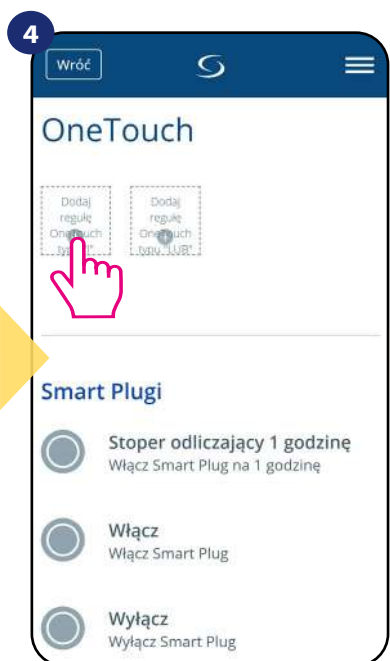 4
Wróć
OneTouch
Dodaj Dodaj
regułę regułę
OneTouch OneTouch
typu "LUB"
Smart Plugi
Stoper odliczający 1 godzinę
Włącz Smart Plug na 1 godzinę
Włącz
Włącz Smart Plug
Wyłącz
Wyłącz Smart Plug